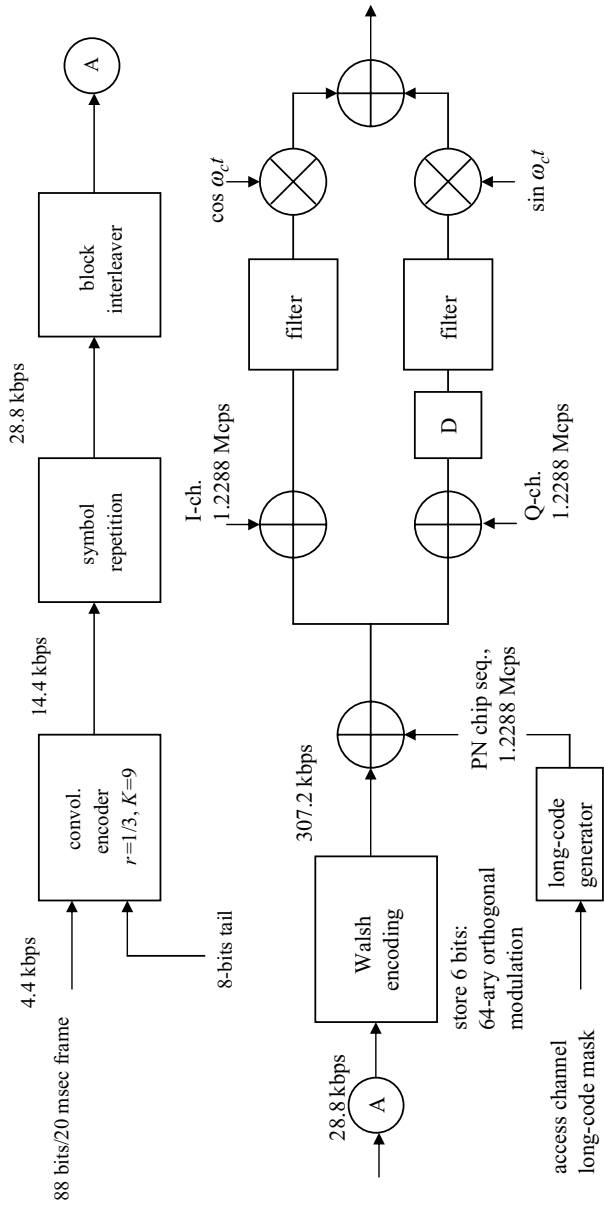 88 bits/20 msec frame
4.4 kbps
8-bits tail
convol.
encoder
r=1/3, K=9
14.4 kbps
symbol
repetition
28.8 kbps
block
interleaver
A
A
28.8 kbps
Walsh
encoding
store 6 bits:
64-ary orthogonal
modulation
307.2 kbps
access channel
long-code mask
long-code
generator
PN chip seq.,
1.2288 Mcps
I-ch.
1.2288 Mcps
Q-ch.
1.2288 Mcps
D
filter
filter
cos ω_c t
sin ω_c t